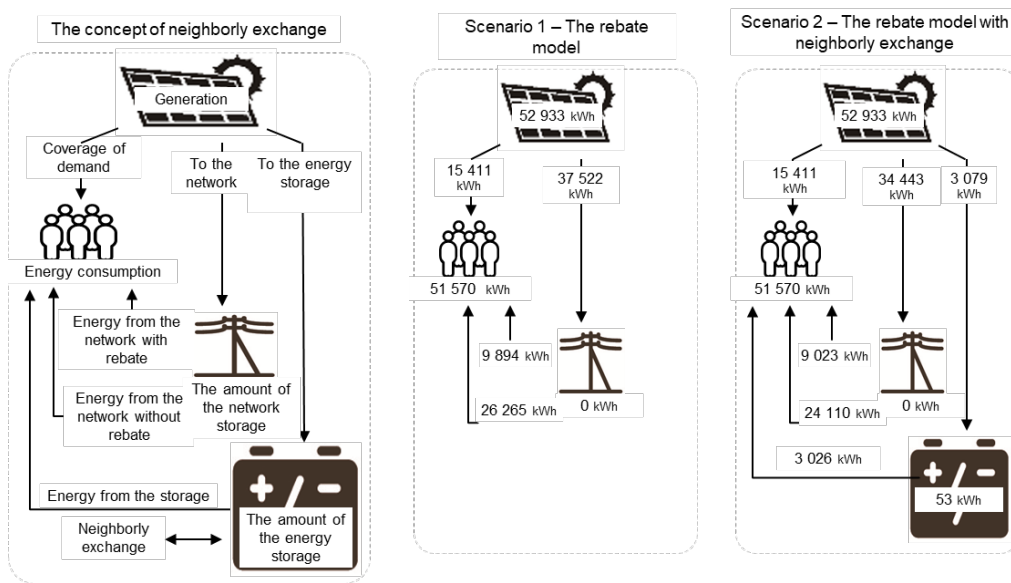 The concept of neighborly exchange
Generation
Coverage of
demand
To the
network
To the energy
storage
Energy consumption
Energy from the
network with
rebate
The amount of
the network
storage
Energy from the
network without
rebate
Energy from the storage
The amount of
the energy
storage
Neighborly
exchange
Scenario 1 – The rebate
model
52 933 kWh
15 411
kWh
37 522
kWh
51 570 kWh
9 894 kWh
26 265 kWh
0 kWh
Scenario 2 – The rebate model with
neighborly exchange
52 933 kWh
15 411
kWh
34 443
kWh
3 079
kWh
51 570 kWh
9 023 kWh
24 110 kWh
0 kWh
3 026 kWh
53 kWh